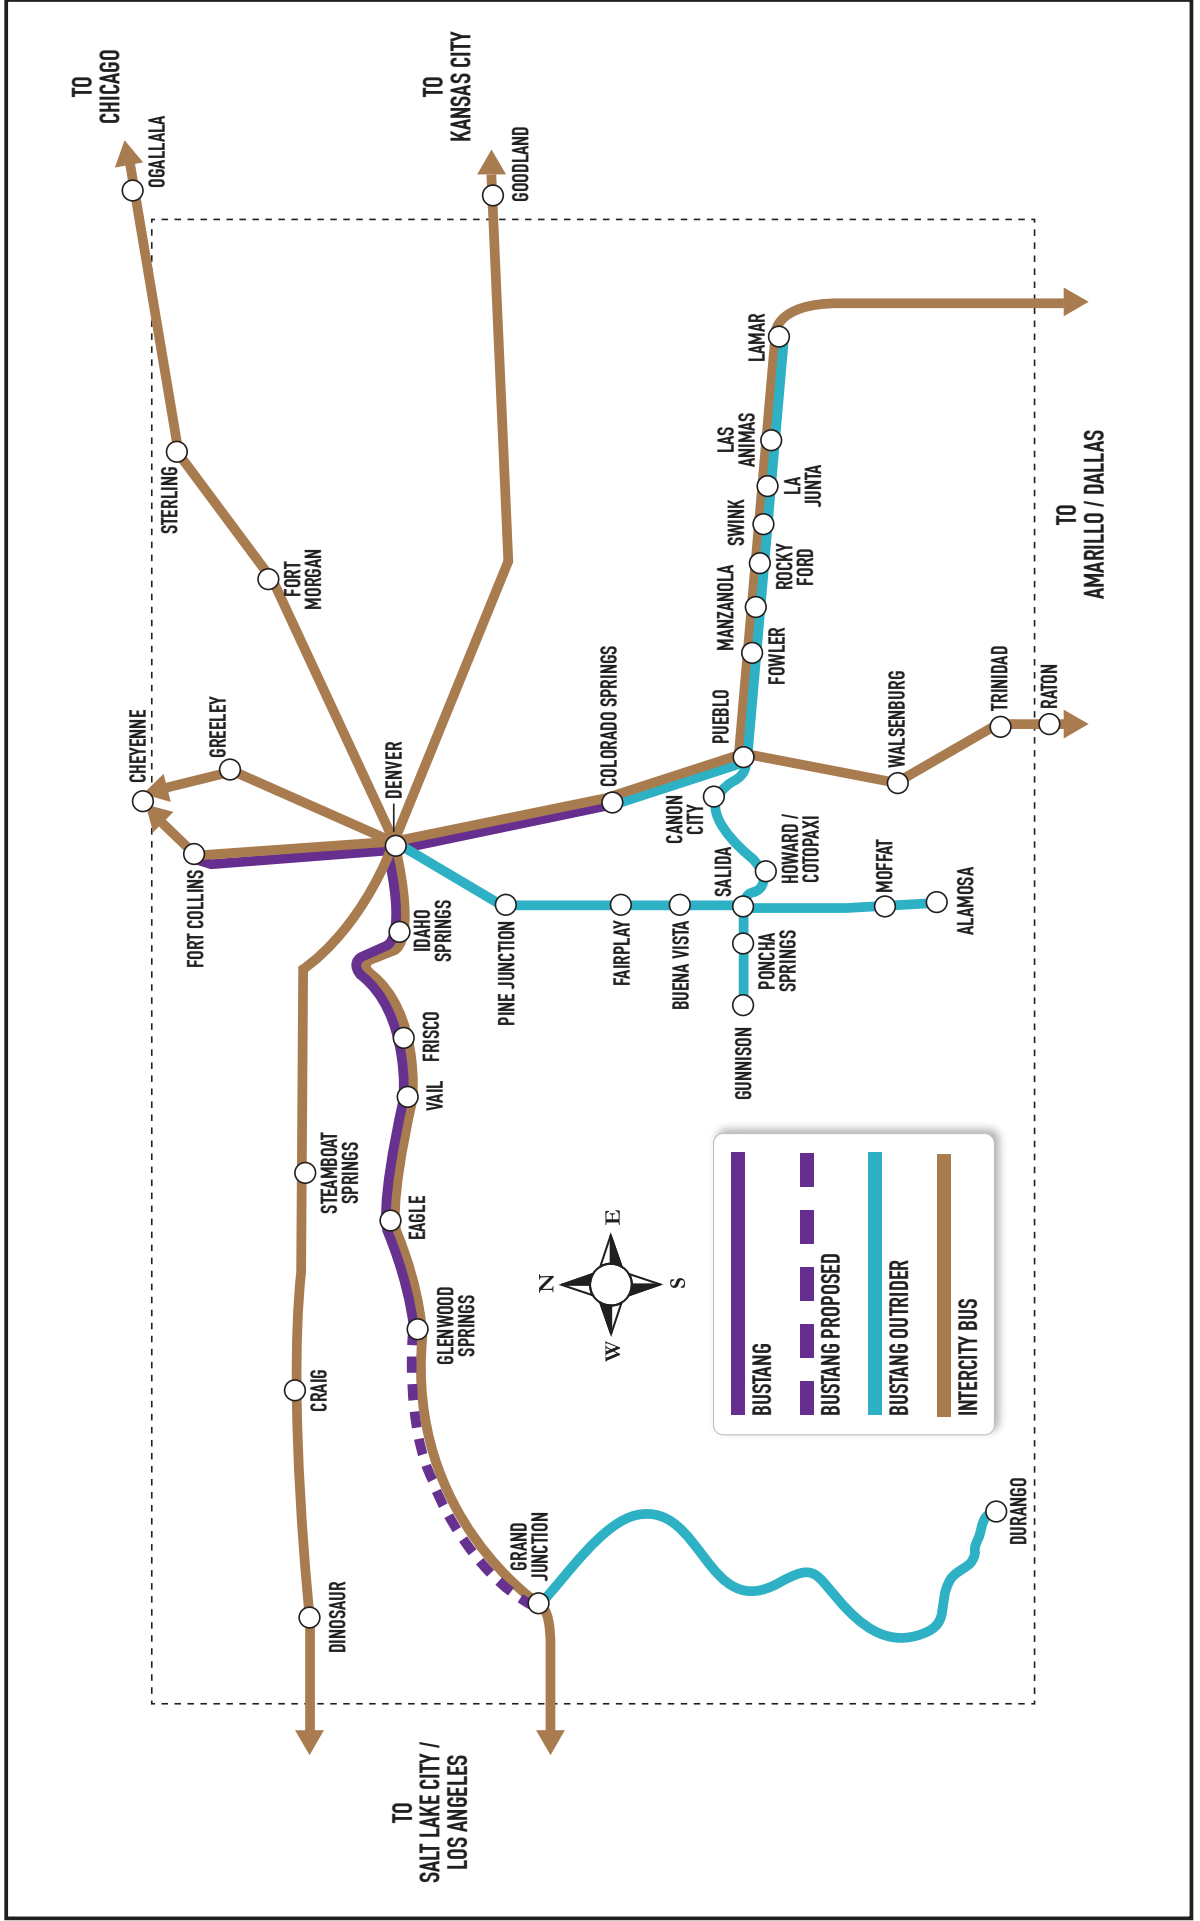 TO
CHICAGO
OGALLALA
CHEYENNE
STERLING
FORT
MORGAN
GREELEY
FORT COLLINS
TO
KANSAS CITY
GOODLAND
DENVER
DINOSAUR
CRAIG
STEAMBOAT
SPRINGS
IDAHO
SPRINGS
FRISCO
VAIL
EAGLE
GLENWOOD
SPRINGS
GRAND
JUNCTION
TO
SALT LAKE CITY /
LOS ANGELES
PINE JUNCTION
FAIRPLAY
BUENA VISTA
SALIDA
COLORADO SPRINGS
PUEBLO
CANON
CITY
HOWARD /
COTOPAXI
PONCHA
SPRINGS
GUNNISON
MOFFAT
ALAMOSA
FOWLER
MANZANOLA
ROCKY
FORD
SWINK
LA
JUNTA
LAS
ANIMAS
LAMAR
WALSENBURG
TRINIDAD
RATON
TO
AMARILLO / DALLAS
DURANGO
N
W
E
S
BUSTANG
BUSTANG PROPOSED
BUSTANG OUTRIDER
INTERCITY BUS